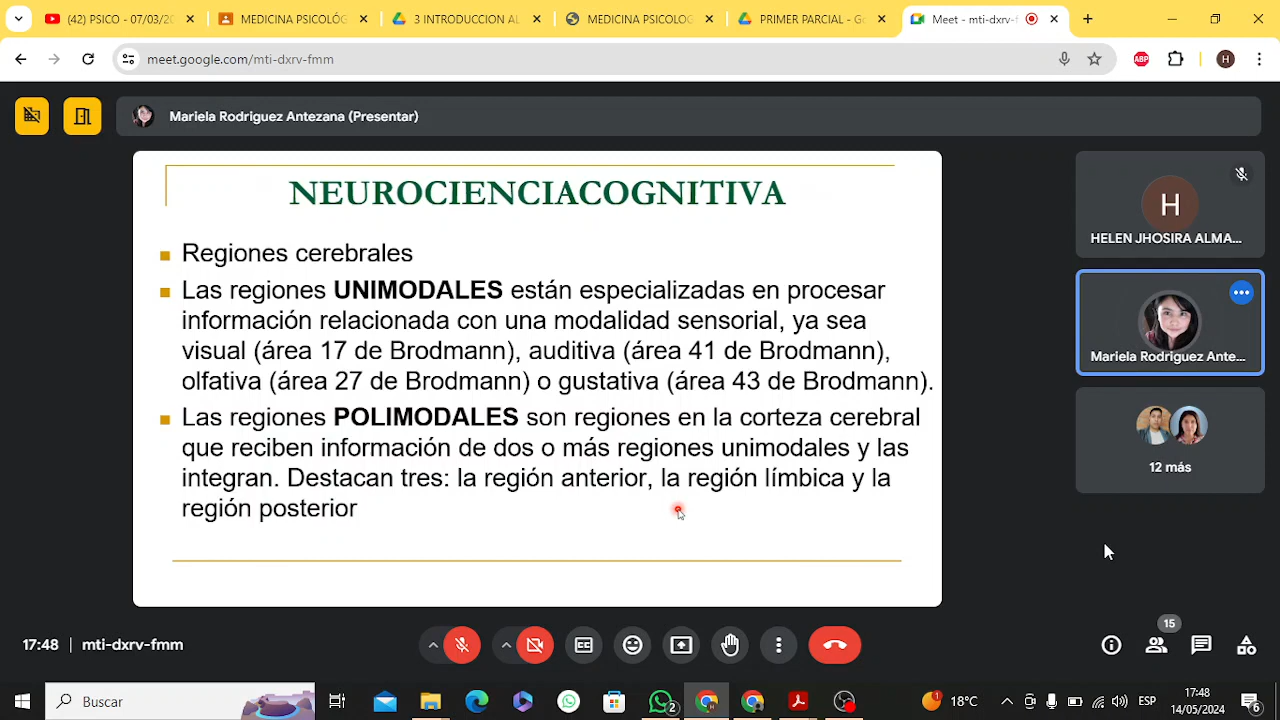 (42) PSICO - 07/03/20
MEDICINA PSICOLÓG
3 INTRODUCCION AL
MEDICINA PSICOLOG
PRIMER PARCIAL - Go
Meet - mti-dxrv-f
meet.google.com/mti-dxrv-fmm
ABP
H
Mariela Rodriguez Antezana (Presentar)
NEUROCIENCIACOGNITIVA
Regiones cerebrales
Las regiones UNIMODALES están especializadas en procesar
información relacionada con una modalidad sensorial, ya sea
visual (área 17 de Brodmann), auditiva (área 41 de Brodmann),
olfativa (área 27 de Brodmann) o gustativa (área 43 de Brodmann).
Las regiones POLIMODALES son regiones en la corteza cerebral
que reciben información de dos o más regiones unimodales y las
integran. Destacan tres: la región anterior, la región límbica y la
región posterior
H
HELEN JHOSIRA ALMA...
Mariela Rodriguez Ante...
12 más
17:48 | mti-dxrv-fmm
15
Buscar
2
1
18°C
ESP
17:48
14/05/2024
6